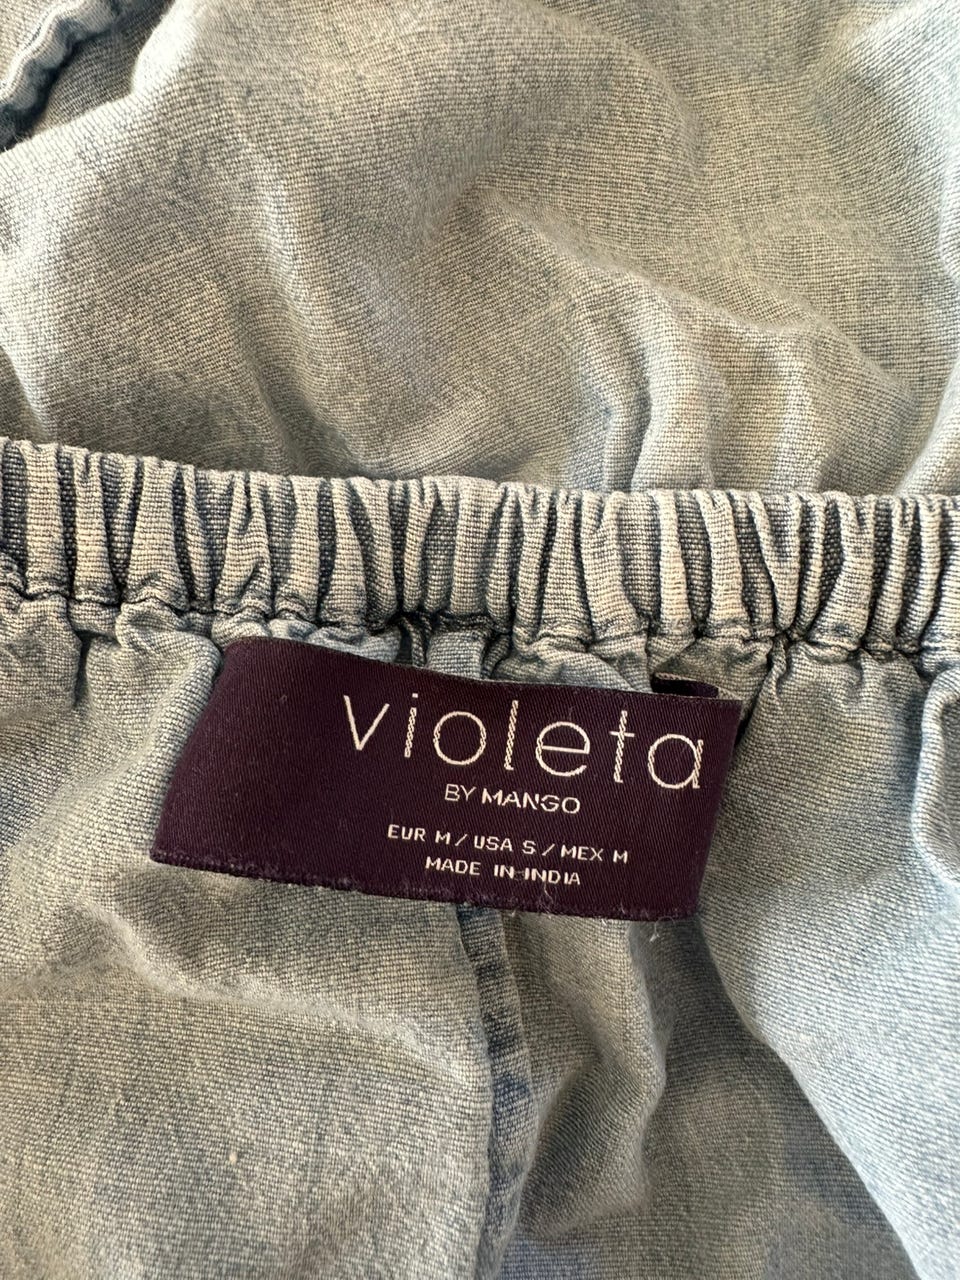 violeta
BY MANGO
EUR M / USA S / MEX M
MADE IN INDIA